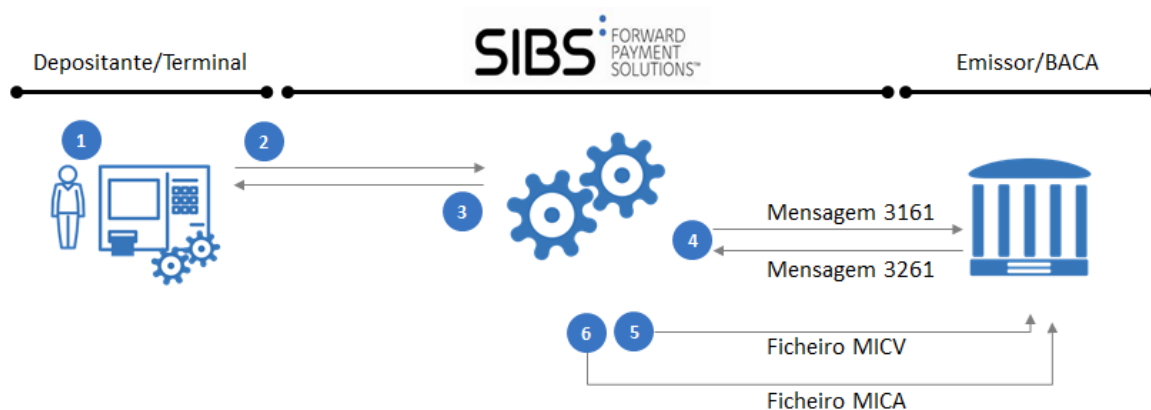 SIBS
FORWARD
PAYMENT
SOLUTIONS™
Depositante/Terminal
Emissor/BACA
1
2
3
4
Mensagem 3161
Mensagem 3261
6
5
Ficheiro MICV
Ficheiro MICA